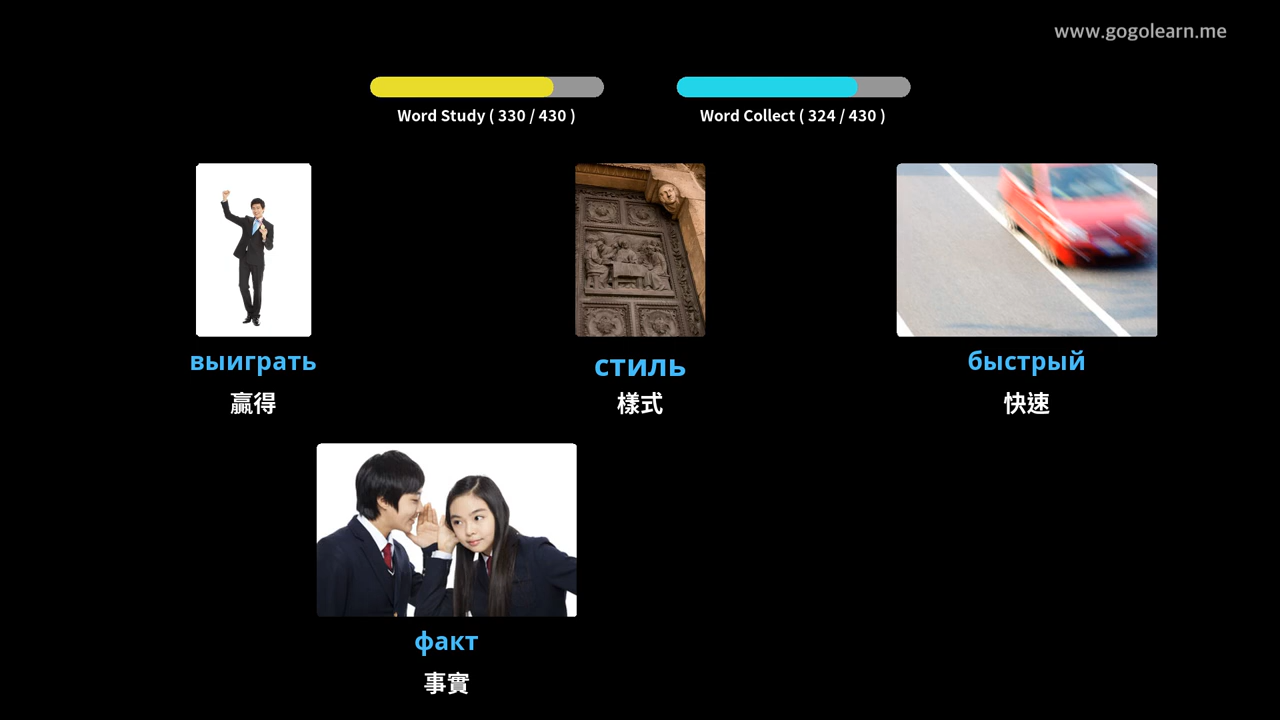 www.gogolearn.me
Word Study ( 330 / 430 )
Word Collect ( 324 / 430 )
выиграть
贏得
стиль
樣式
быстрый
快速
факт
事實